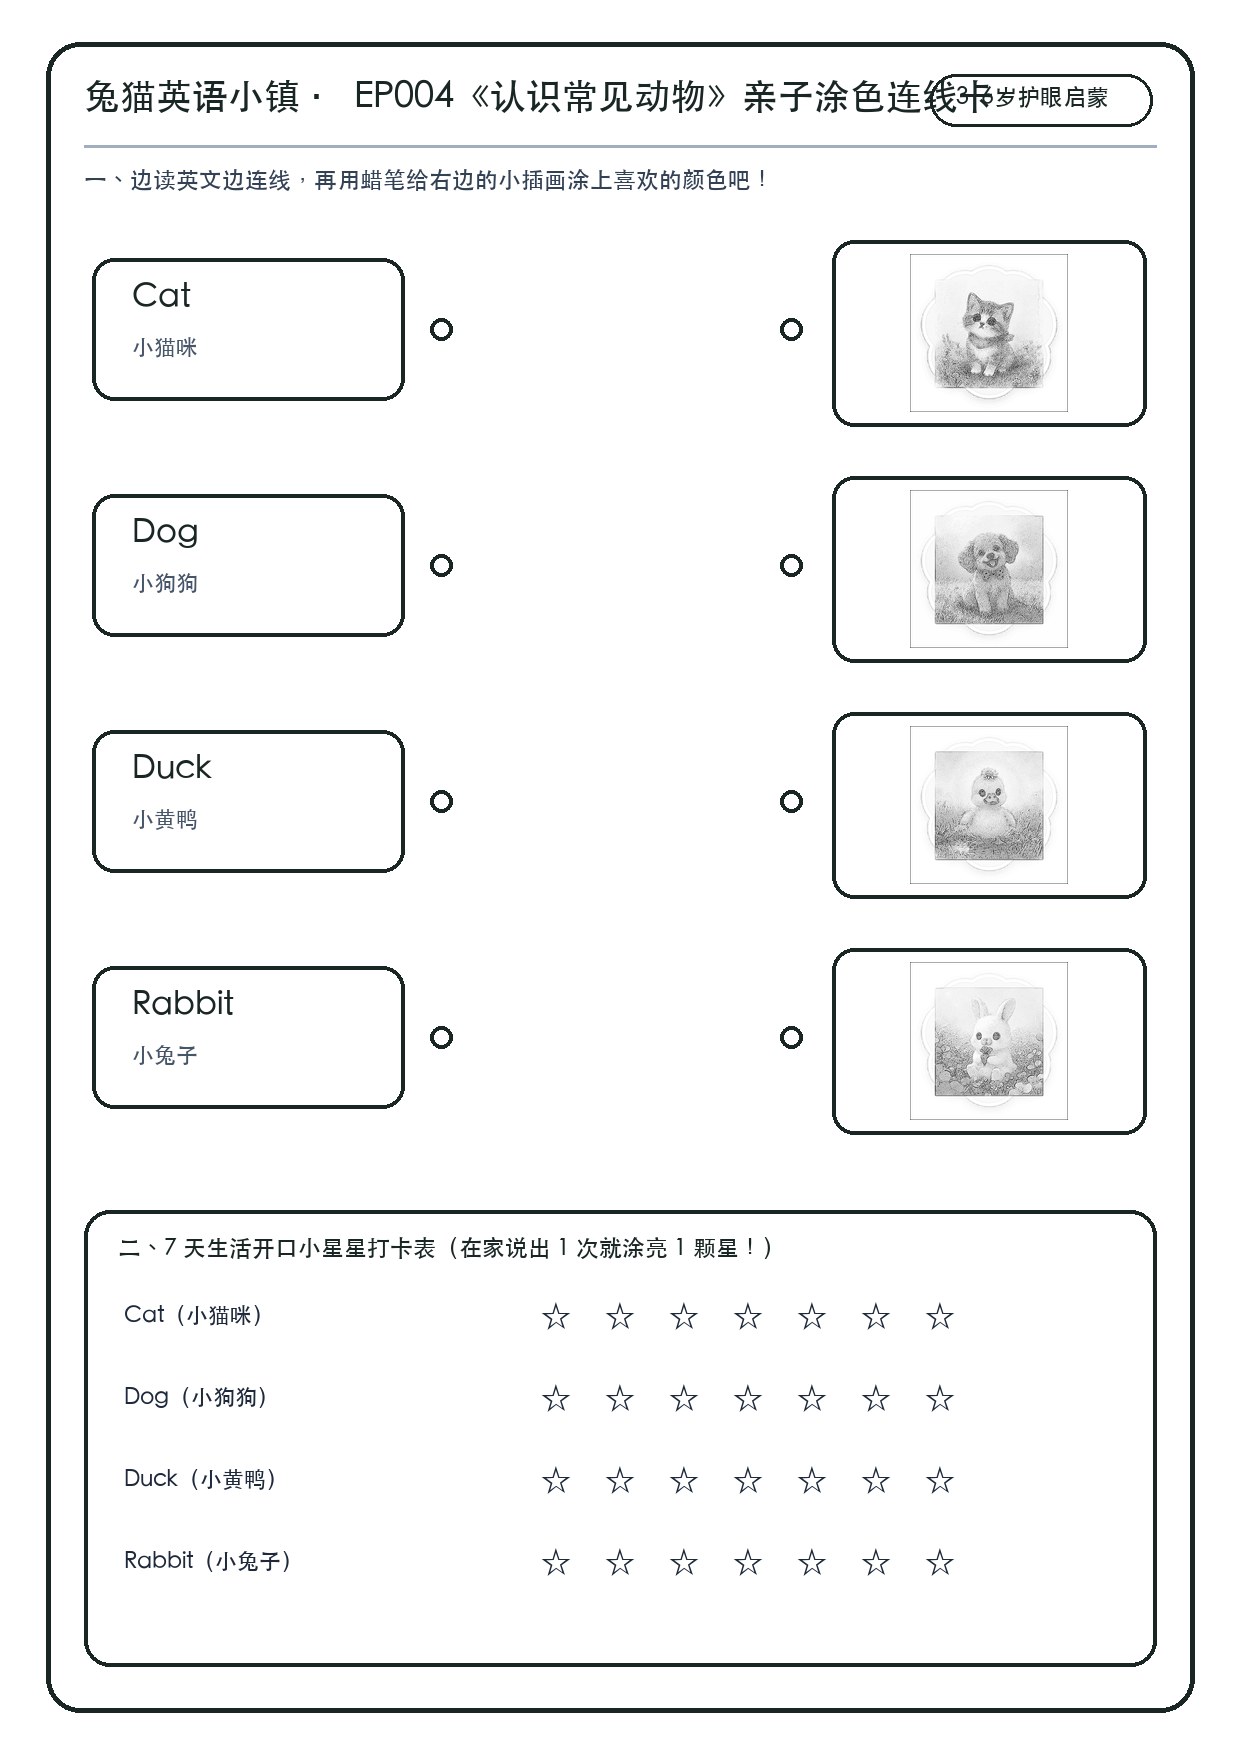 兔猫英语小镇 · EP004《认识常见动物》亲子涂色连线卡
3-6岁护眼启蒙
一、边读英文边连线，再用蜡笔给右边的小插画涂上喜欢的颜色吧！
Cat
小猫咪
Dog
小狗狗
Duck
小黄鸭
Rabbit
小兔子
二、7 天生活开口小星星打卡表（在家说出 1 次就涂亮 1 颗星！）
Cat（小猫咪） ☆ ☆ ☆ ☆ ☆ ☆ ☆
Dog（小狗狗） ☆ ☆ ☆ ☆ ☆ ☆ ☆
Duck（小黄鸭） ☆ ☆ ☆ ☆ ☆ ☆ ☆
Rabbit（小兔子） ☆ ☆ ☆ ☆ ☆ ☆ ☆